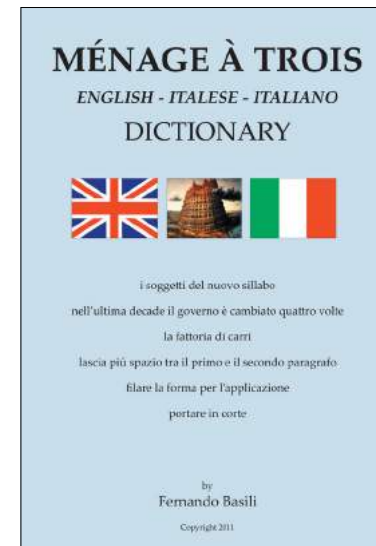 MÉNAGE À TROIS
ENGLISH - ITALESE - ITALIANO
DICTIONARY
i soggetti del nuovo sillabo
nell'ultima decade il governo è cambiato quattro volte
la fattoria di carri
lascia più spazio tra il primo e il secondo paragrafo
filare la forma per l'applicazione
portare in corte
by
Fernando Basili
Copyright 2011